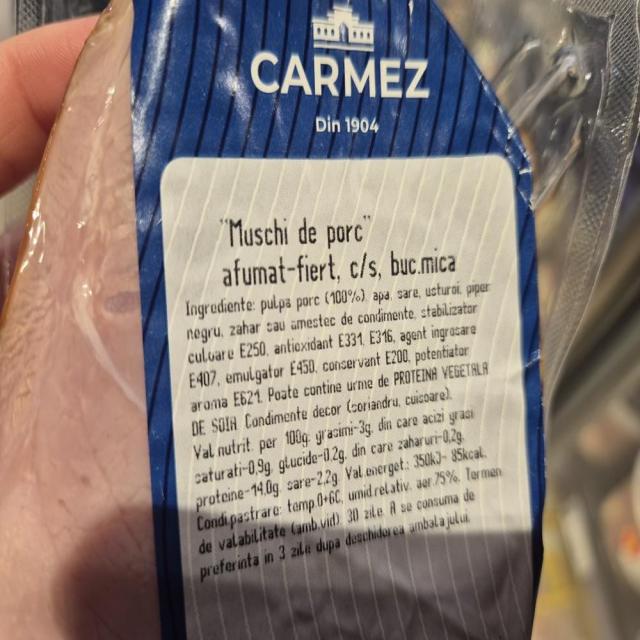 CARMEZ
Din 1904
"Muschi de porc"
afumat-fiert, c/s, buc.mica
Ingrediente: pulpa porc (100%), apa, sare, usturoi, piper
negru, zahar sau amestec de condimente, stabilizator
culoare E250, antioxidant E331, E316, agent ingrosare
E407, emulgator E450, conservant E200, potentiator
aroma E621. Poate contine urme de PROTEINA VEGETALA
DE SOIA. Condimente decor (coriandru, cuisoare).
Val nutrit. per 100g: grasimi-3g, din care acizi grasi
saturati-0,9g, glucide-0,2g, din care zaharuri-0,2g,
proteine-14,0g, sare-2,2g Val.energet.: 350kJ- 85kcal.
Condi.pastrare: temp.0+6C, umid.relativ. aer.75%. Termen
de valabilitate (amb.vid) 30 zile A se consuma de
preferinta in 3 zile dupa deschiderea ambalajului.